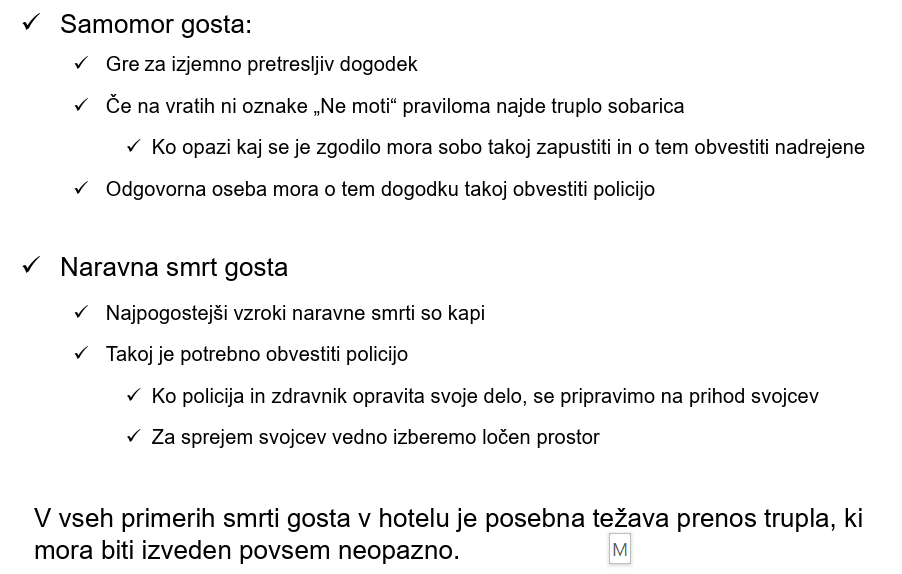 Samomor gosta:
Gre za izjemno pretresljiv dogodek
Če na vratih ni oznake „Ne moti“ praviloma najde truplo sobarica
Ko opazi kaj se je zgodilo mora sobo takoj zapustiti in o tem obvestiti nadrejene
Odgovorna oseba mora o tem dogodku takoj obvestiti policijo
Naravna smrt gosta
Najpogostejši vzroki naravne smrti so kapi
Takoj je potrebno obvestiti policijo
Ko policija in zdravnik opravita svoje delo, se pripravimo na prihod svojcev
Za sprejem svojcev vedno izberemo ločen prostor
V vseh primerih smrti gosta v hotelu je posebna težava prenos trupla, ki
mora biti izveden povsem neopazno.
M